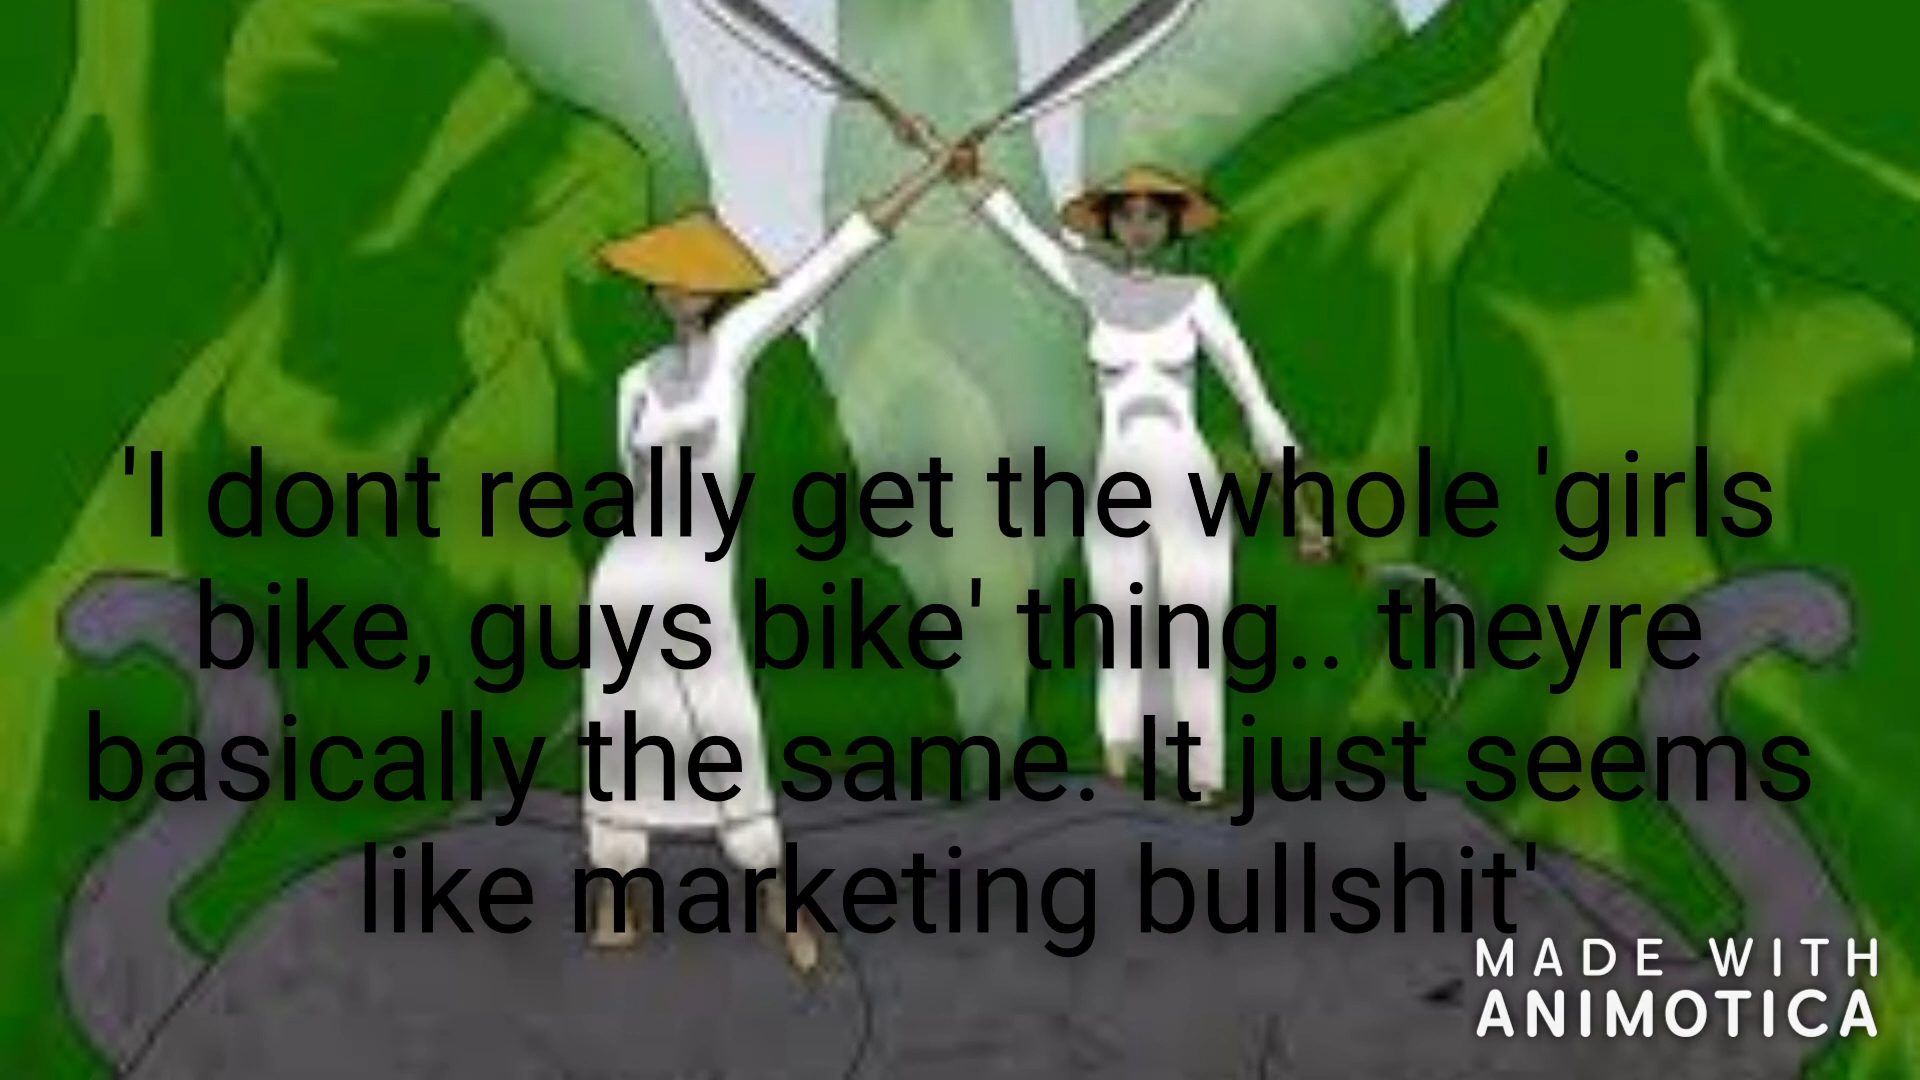 'I dont really get the whole 'girls
bike, guys bike' thing.. theyre
basically the same. It just seems
like marketing bullshit'
MADE WITH
ANIMOTICA